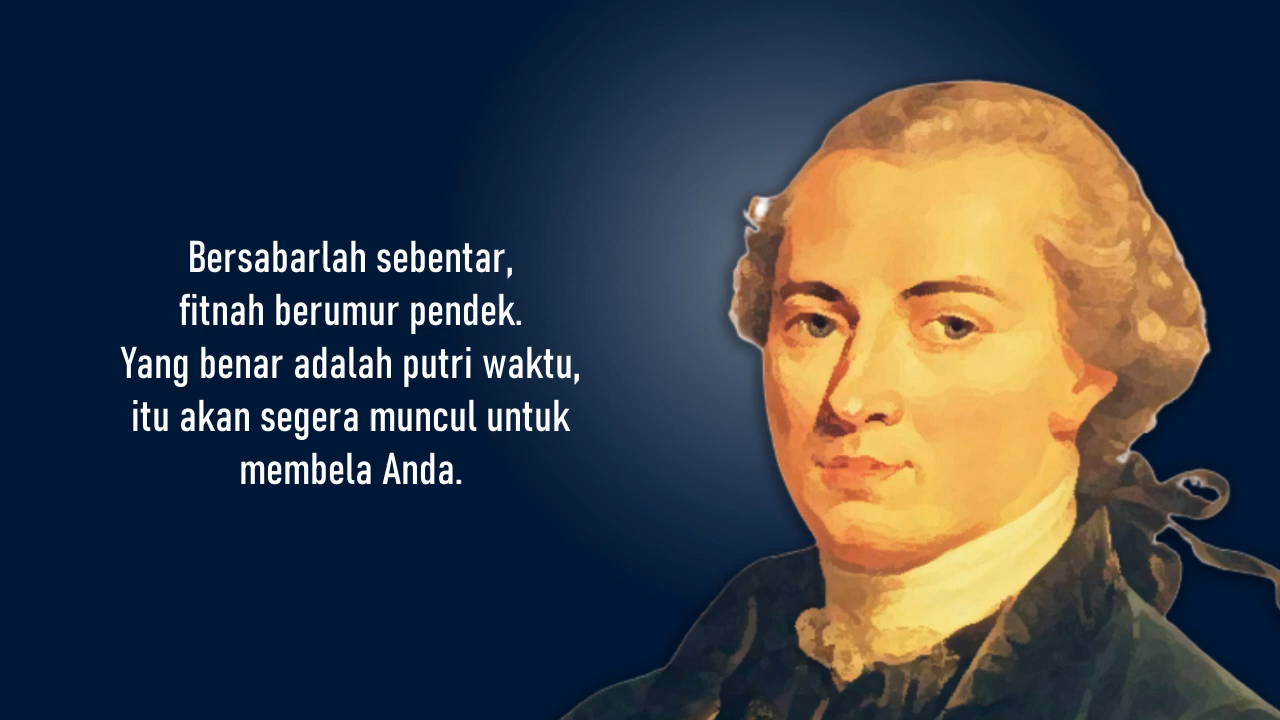 Bersabarlah sebentar,
fitnah berumur pendek.
Yang benar adalah putri waktu,
itu akan segera muncul untuk
membela Anda.